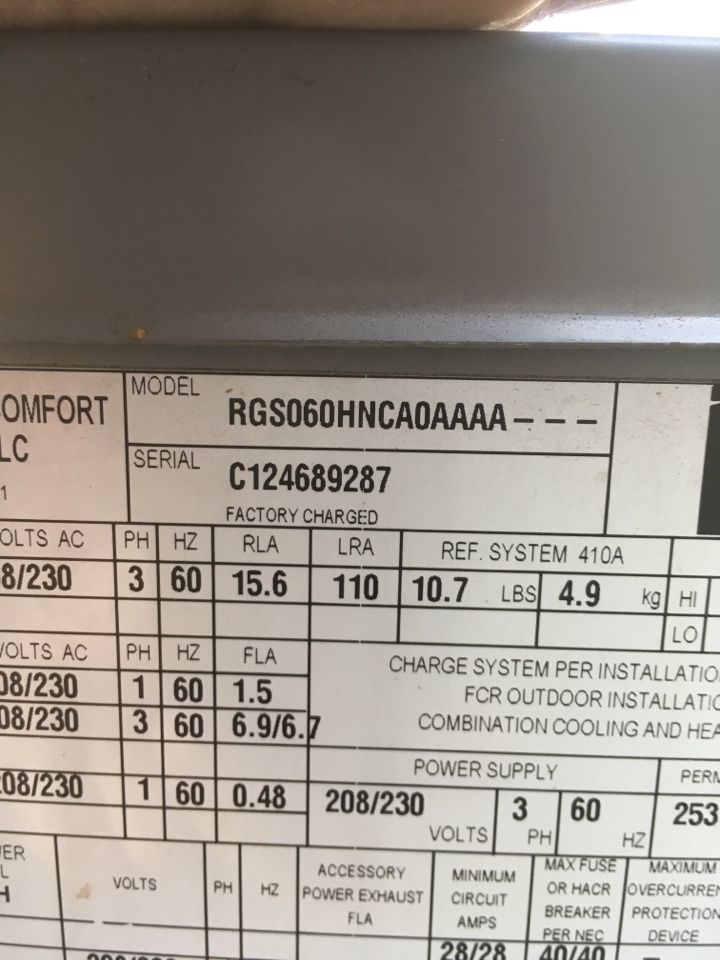 MODEL RGS060HNCA0AAAA- - -
OMFORT
LC
SERIAL C124689287
1
FACTORY CHARGED
OLTS AC PH HZ RLA LRA REF. SYSTEM 410A
8/230 3 60 15.6 110 10.7 LBS 4.9 kg HI
LO
VOLTS AC PH HZ FLA
08/230 1 60 1.5
08/230 3 60 6.9/6.7
CHARGE SYSTEM PER INSTALLATIO
FOR OUTDOOR INSTALLATIO
COMBINATION COOLING AND HEA
208/230 1 60 0.48
POWER SUPPLY PERM
208/230 VOLTS 3 PH 60 HZ 253
ER
L
H
VOLTS PH HZ
ACCESSORY
POWER EXHAUST
FLA
MINIMUM
CIRCUIT
AMPS
MAX FUSE
OR HACR
BREAKER
PER NEC
MAXIMUM
OVERCURREN
PROTECTION
DEVICE
28/28 40/40 –